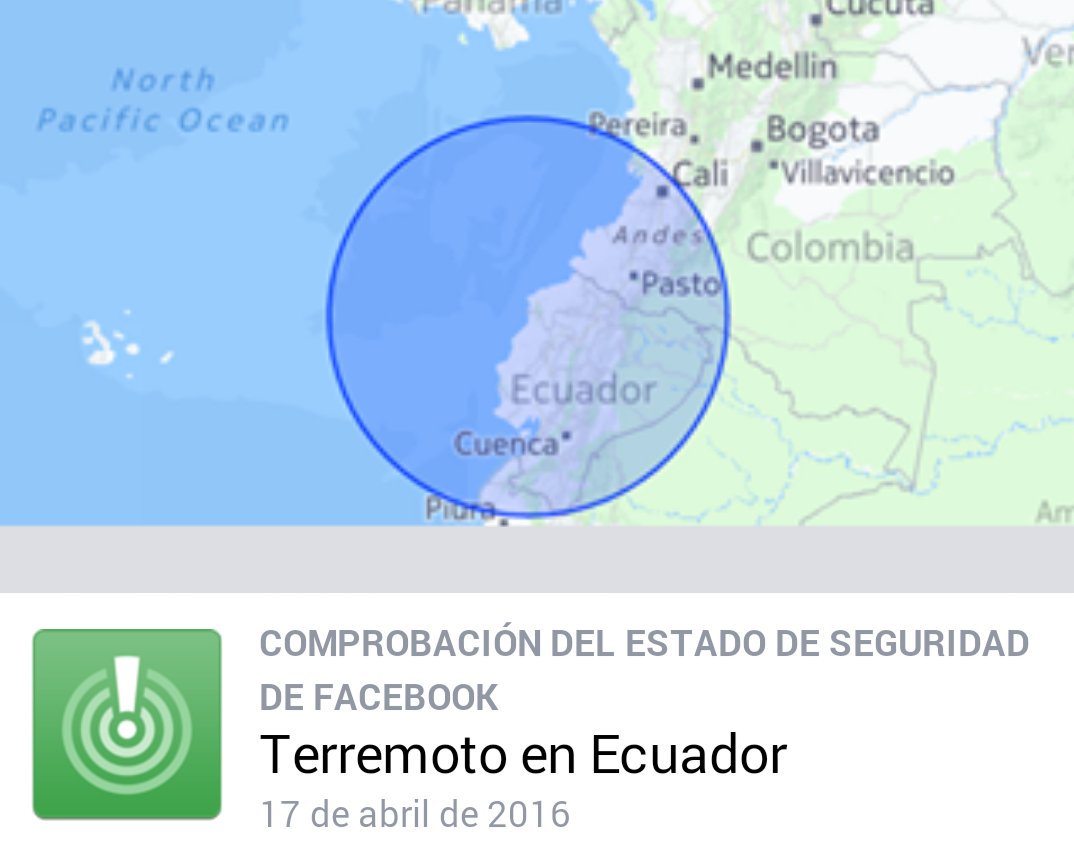 Panama
Cucuta
Medellin
Ver
North
Pacific Ocean
Pereira
Bogota
Cali
Villavicencio
Andes
Colombia
Pasto
Ecuador
Cuenca
Piura
Am
COMPROBACIÓN DEL ESTADO DE SEGURIDAD
DE FACEBOOK
Terremoto en Ecuador
17 de abril de 2016